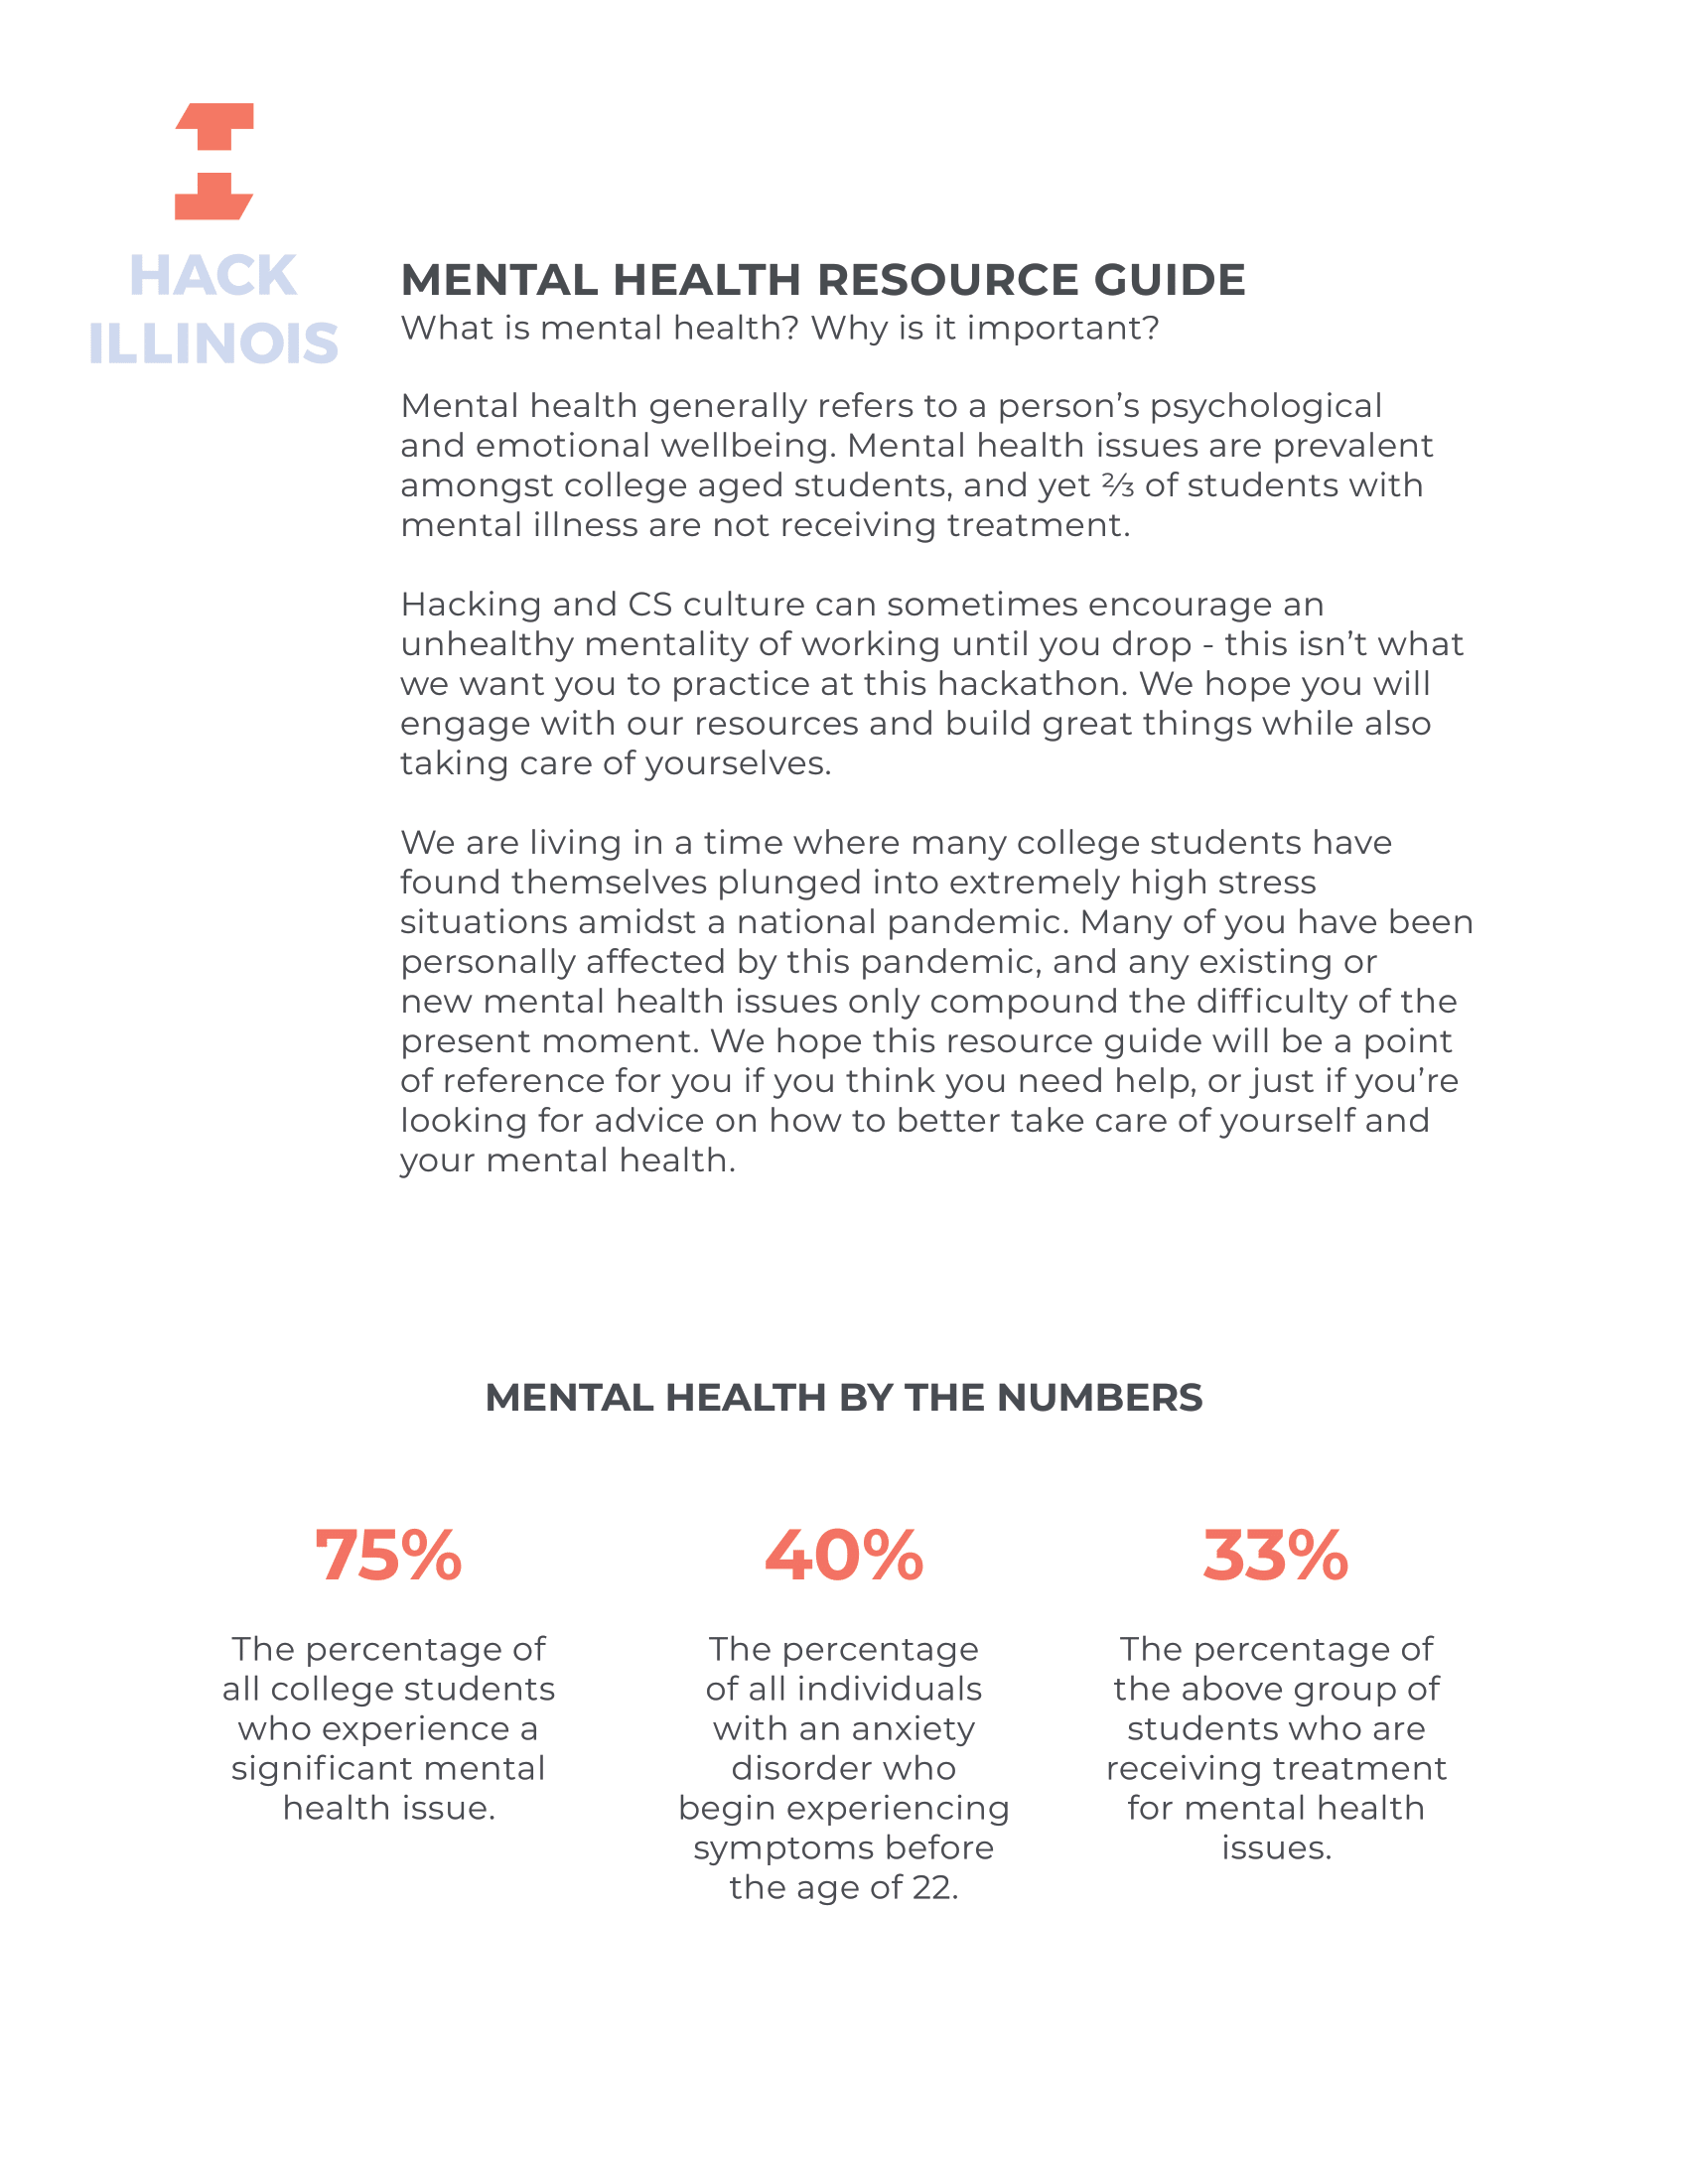 HACK
ILLINOIS
MENTAL HEALTH RESOURCE GUIDE
What is mental health? Why is it important?
Mental health generally refers to a person’s psychological
and emotional wellbeing. Mental health issues are prevalent
amongst college aged students, and yet ⅔ of students with
mental illness are not receiving treatment.
Hacking and CS culture can sometimes encourage an
unhealthy mentality of working until you drop - this isn’t what
we want you to practice at this hackathon. We hope you will
engage with our resources and build great things while also
taking care of yourselves.
We are living in a time where many college students have
found themselves plunged into extremely high stress
situations amidst a national pandemic. Many of you have been
personally affected by this pandemic, and any existing or
new mental health issues only compound the difficulty of the
present moment. We hope this resource guide will be a point
of reference for you if you think you need help, or just if you’re
looking for advice on how to better take care of yourself and
your mental health.
MENTAL HEALTH BY THE NUMBERS
75%
The percentage of
all college students
who experience a
significant mental
health issue.
40%
The percentage
of all individuals
with an anxiety
disorder who
begin experiencing
symptoms before
the age of 22.
33%
The percentage of
the above group of
students who are
receiving treatment
for mental health
issues.